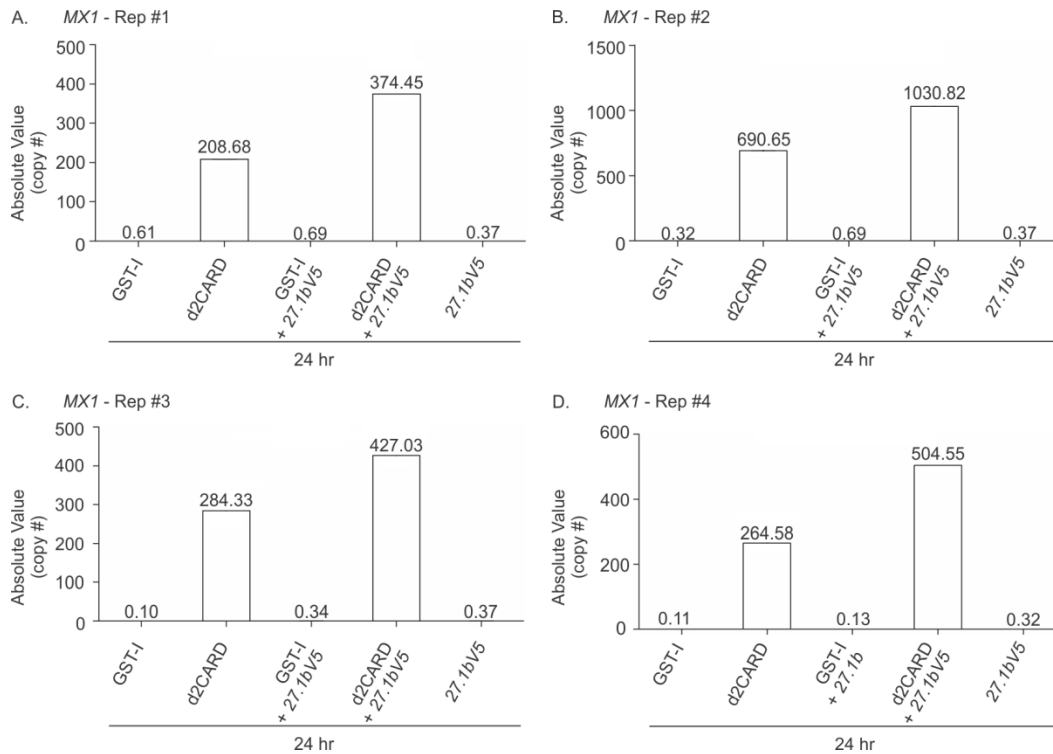 A. MX1 - Rep #1
Absolute Value
(copy #)
500
400
300
200
100
0
0.61
208.68
0.69
374.45
0.37
GST-I
d2CARD
GST-I
+ 27.1bV5
d2CARD
+ 27.1bV5
27.1bV5
24 hr
B. MX1 - Rep #2
Absolute Value
(copy #)
1500
1000
500
0
0.32
690.65
0.69
1030.82
0.37
GST-I
d2CARD
GST-I
+ 27.1bV5
d2CARD
+ 27.1bV5
27.1bV5
24 hr
C. MX1 - Rep #3
Absolute Value
(copy #)
500
400
300
200
100
0
0.10
284.33
0.34
427.03
0.37
GST-I
d2CARD
GST-I
+ 27.1bV5
d2CARD
+ 27.1bV5
27.1bV5
24 hr
D. MX1 - Rep #4
Absolute Value
(copy #)
600
400
200
0
0.11
264.58
0.13
504.55
0.32
GST-I
d2CARD
GST-I
+ 27.1b
d2CARD
+ 27.1bV5
27.1bV5
24 hr